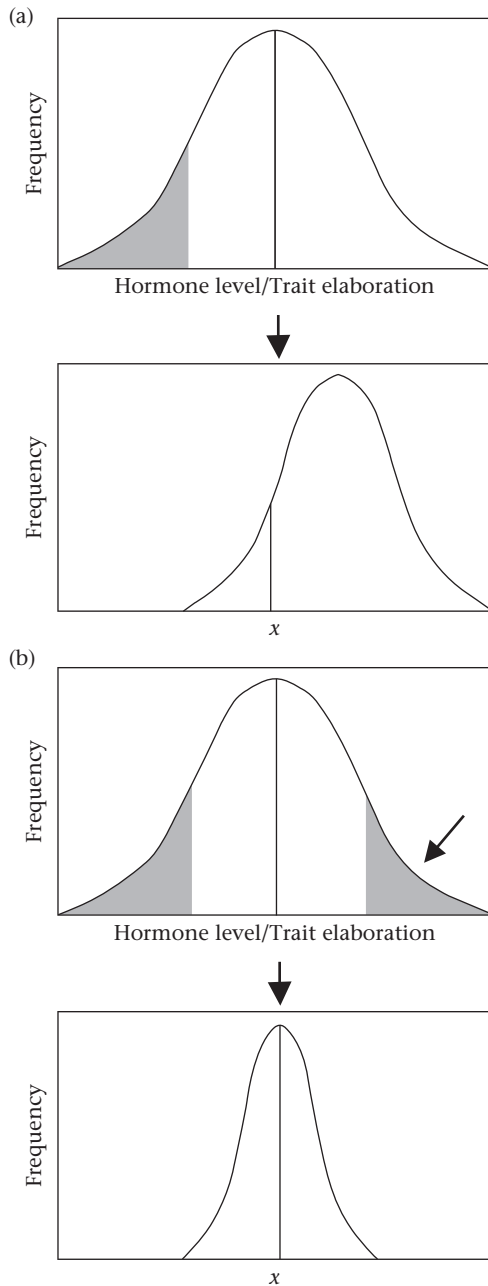 (a)
Frequency
Hormone level/Trait elaboration
Frequency
x
(b)
Frequency
Hormone level/Trait elaboration
Frequency
x